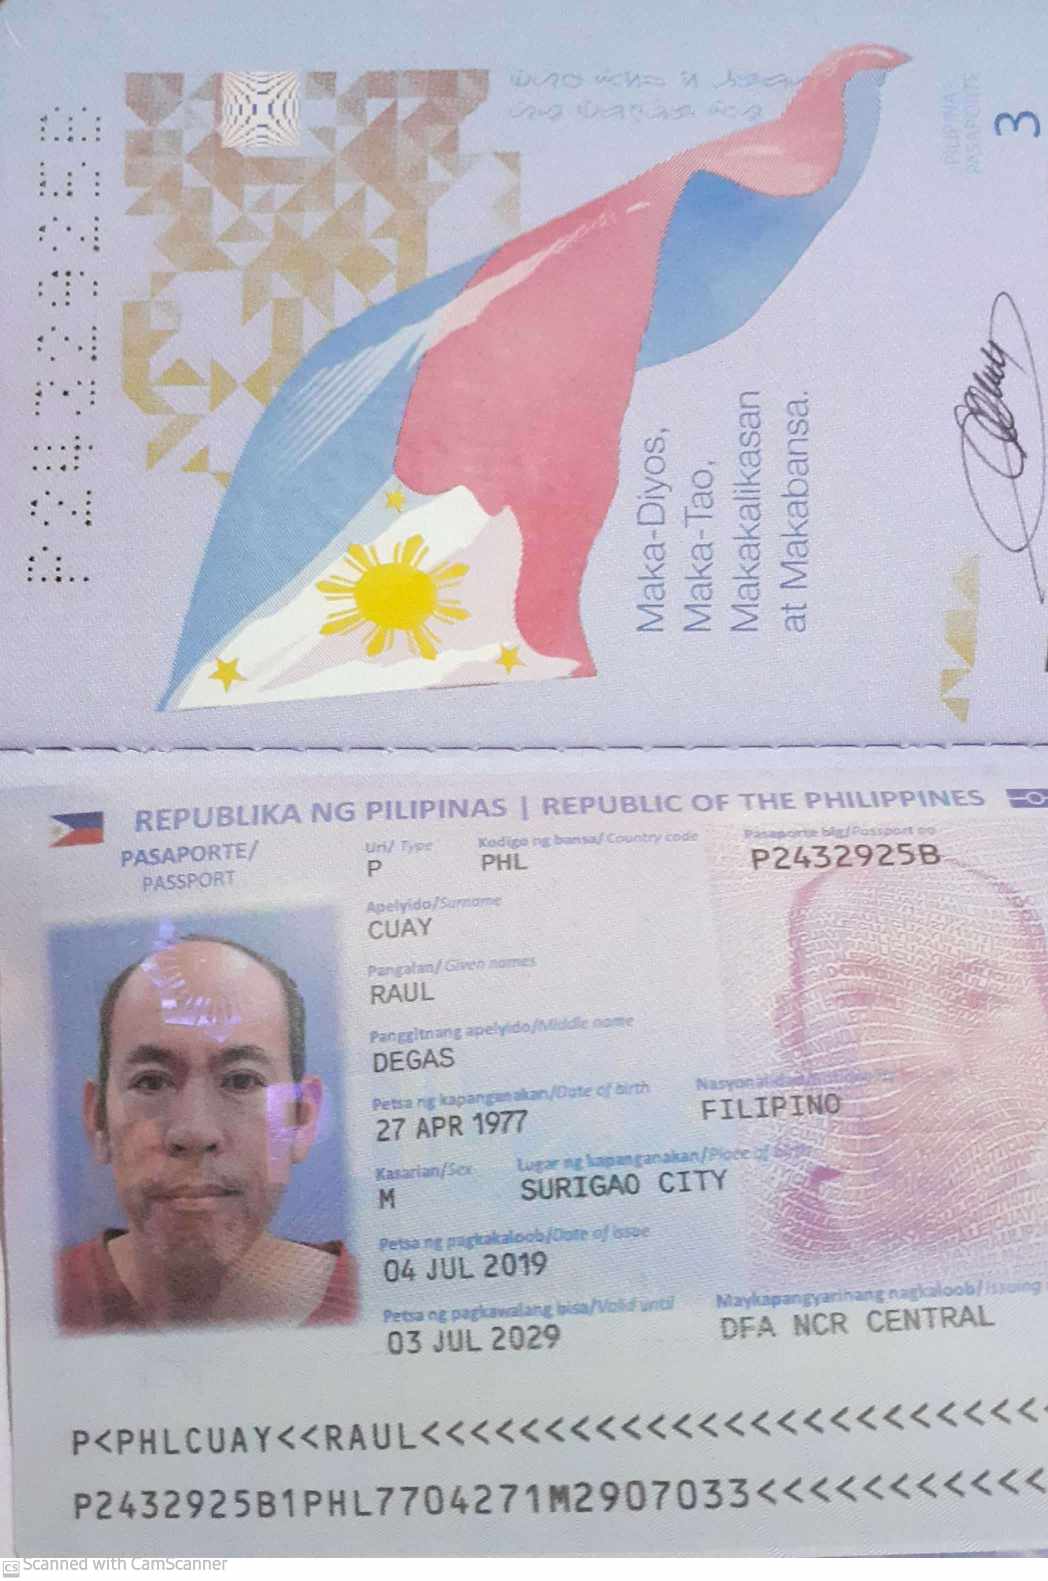 P2432925B
PILIPINAS
PASAPORTE
3
Maka-Diyos,
Maka-Tao,
Makakalikasan
at Makabansa.
REPUBLIKA NG PILIPINAS | REPUBLIC OF THE PHILIPPINES
PASAPORTE/
PASSPORT
Uri/ Type
Kodigo ng bansa/ Country code
Pasaporte blg/Passport no
P
PHL
P2432925B
Apelyido/Surname
CUAY
Pangalan/ Given names
RAUL
Panggitnang apelyido/Middle name
DEGAS
Petsa ng kapanganakan/Date of birth
27 APR 1977
FILIPINO
Kasarian/Sex
Lugar ng kapanganakan/Place of birth
M
SURIGAO CITY
Petsa ng pagkakaloob/Date of issue
04 JUL 2019
Petsa ng pagkawalang bisa/Valid until
Maykapangyarihang nagkaloob/Issuing
03 JUL 2029
DFA NCR CENTRAL
P<PHLCUAY<<RAUL<<<<<<<<<<<<<<<<<<<<<<<<<
P2432925B1PHL7704271M2907033<<<<<<<<<<<
CS Scanned with CamScanner